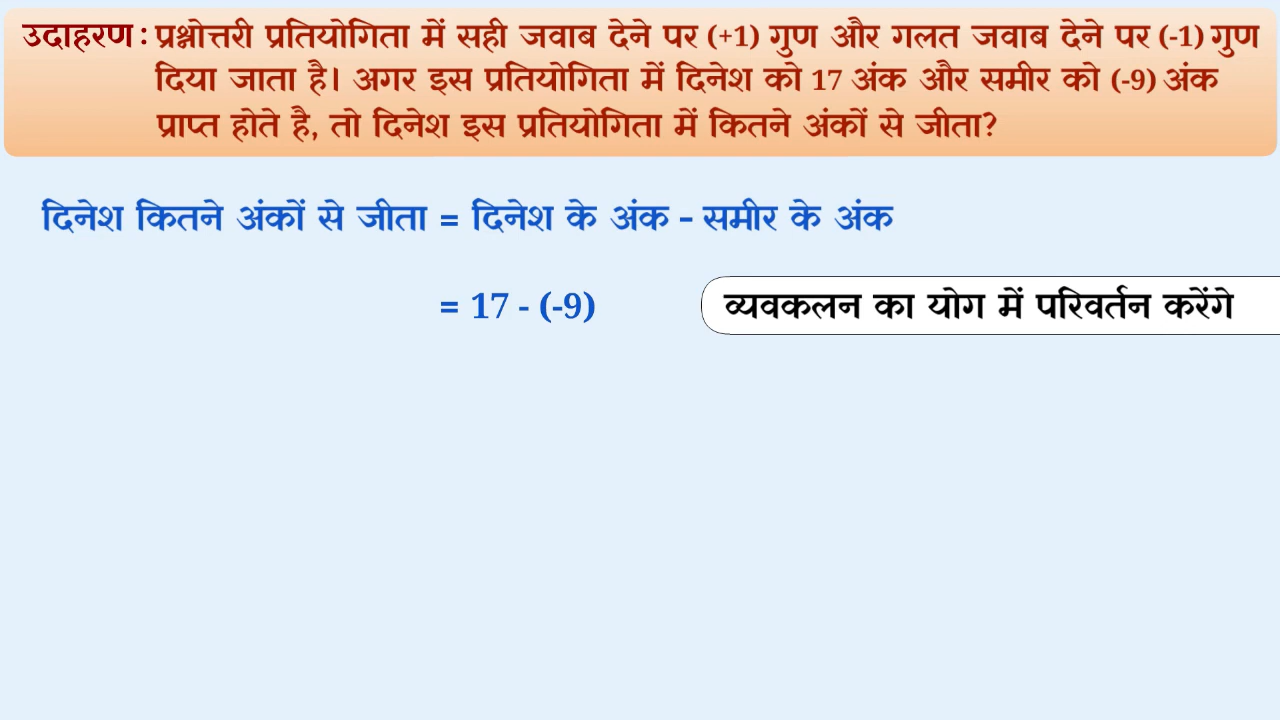 उदाहरण : प्रश्नोत्तरी प्रतियोगिता में सही जवाब देने पर (+1) गुण और गलत जवाब देने पर (-1) गुण
दिया जाता है। अगर इस प्रतियोगिता में दिनेश को 17 अंक और समीर को (-9) अंक
प्राप्त होते है, तो दिनेश इस प्रतियोगिता में कितने अंकों से जीता?
दिनेश कितने अंकों से जीता = दिनेश के अंक - समीर के अंक
= 17 - (-9)
व्यवकलन का योग में परिवर्तन करेंगे